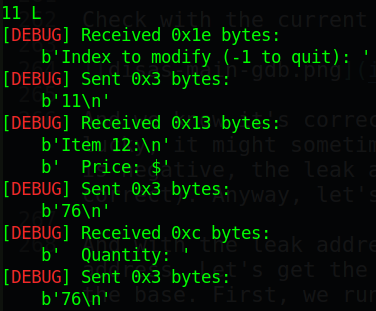 11 L
[DEBUG] Received 0x1e bytes:
    b'Index to modify (-1 to quit): '
[DEBUG] Sent 0x3 bytes:
    b'11\n'
[DEBUG] Received 0x13 bytes:
    b'Item 12:\n'
    b'  Price: $'
[DEBUG] Sent 0x3 bytes:
    b'76\n'
[DEBUG] Received 0xc bytes:
    b'  Quantity: '
[DEBUG] Sent 0x3 bytes:
    b'76\n'